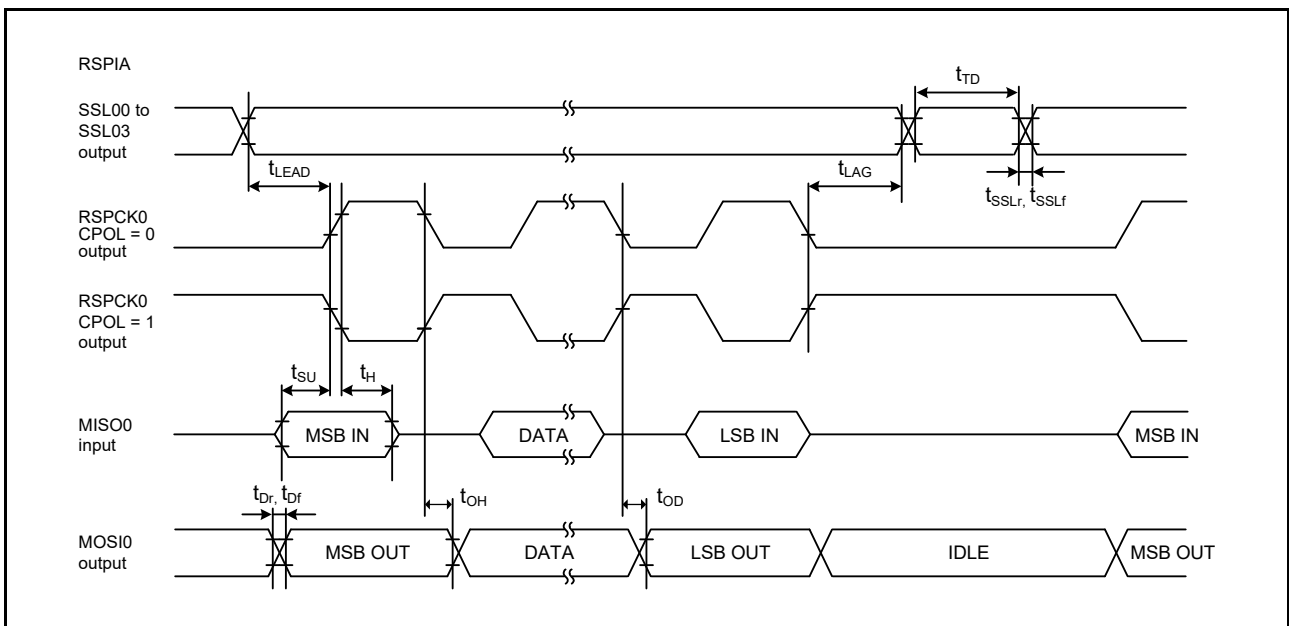 RSPIA
tTD
SSL00 to
SSL03
output
tLEAD
tLAG
tSSLr, tSSLf
RSPCK0
CPOL = 0
output
RSPCK0
CPOL = 1
output
tSU
tH
MISO0
input
MSB IN
DATA
LSB IN
MSB IN
tDr, tDf
tOH
tOD
MOSI0
output
MSB OUT
DATA
LSB OUT
IDLE
MSB OUT